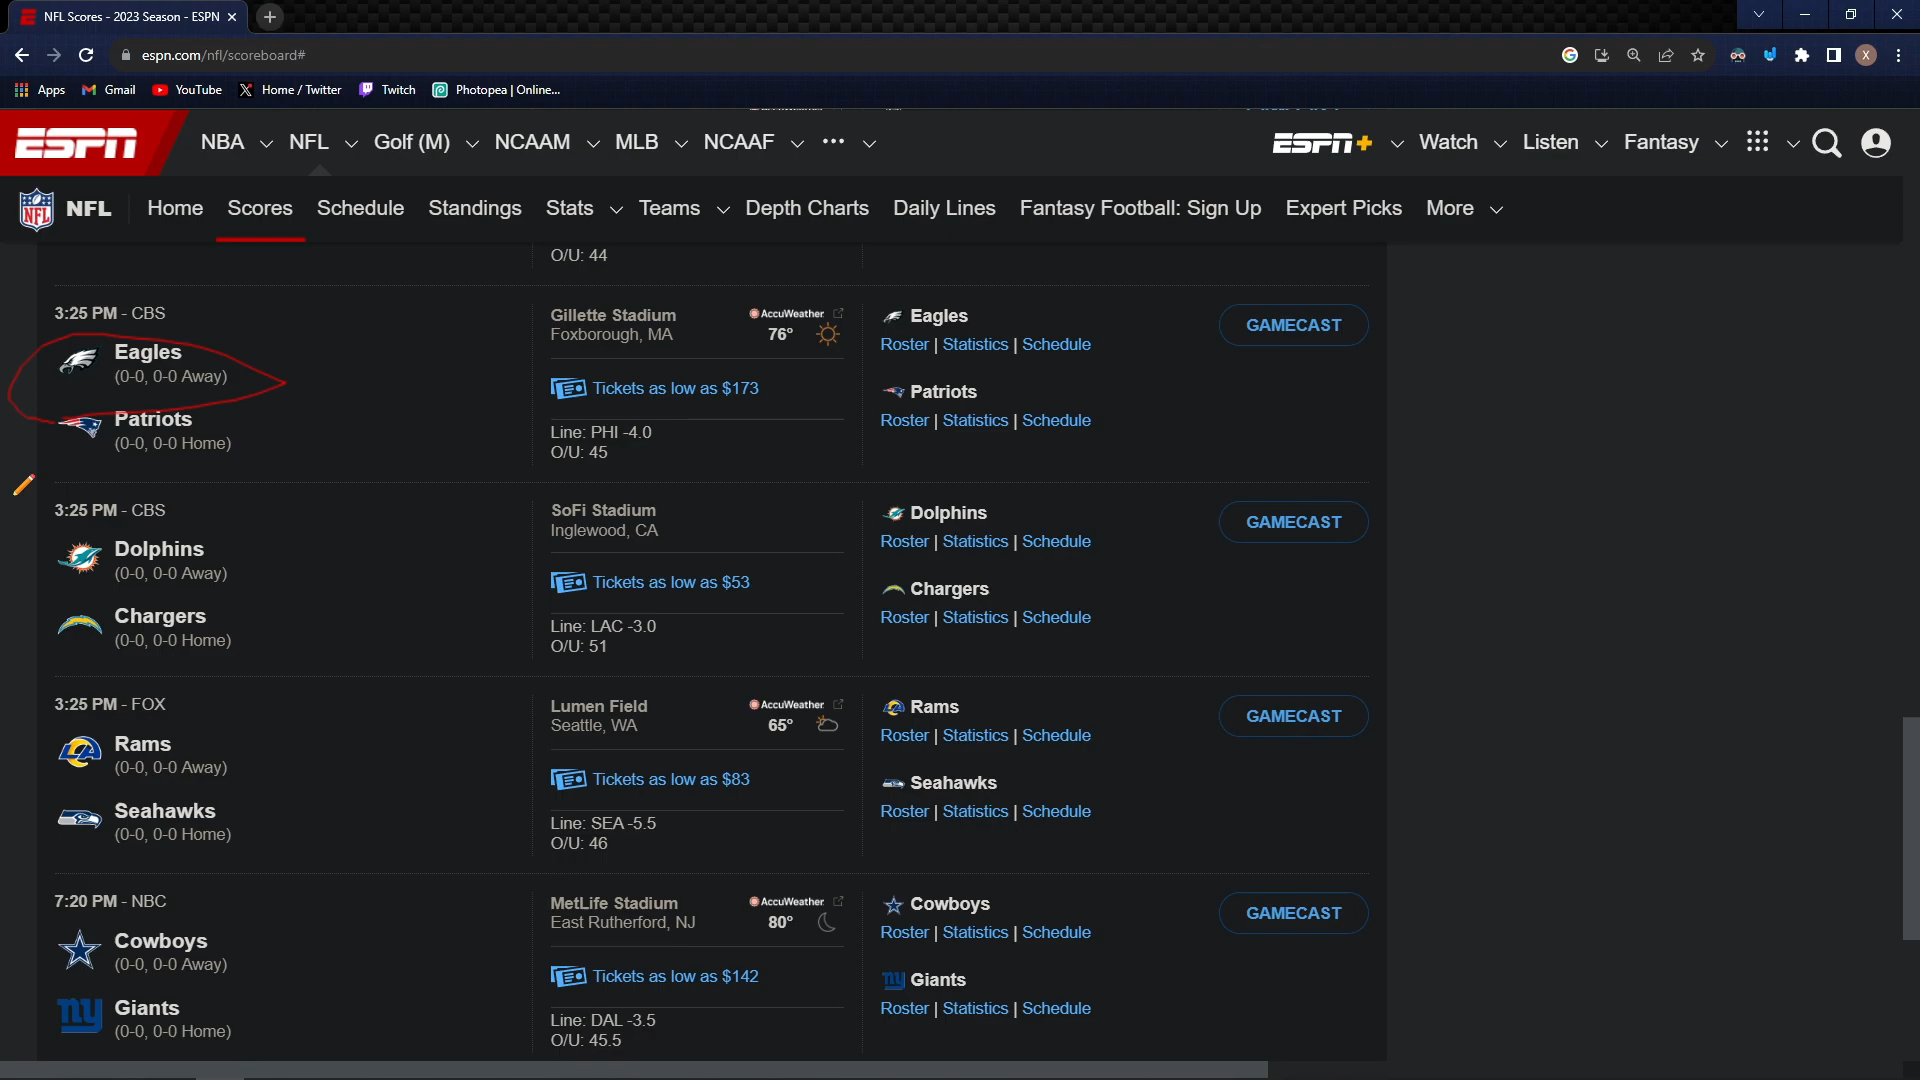 NFL Scores - 2023 Season - ESPN
espn.com/nfl/scoreboard#
X
Apps Gmail YouTube Home / Twitter Twitch Photopea | Online...
ESPN NBA NFL Golf (M) NCAAM MLB NCAAF ••• ESPN+ Watch Listen Fantasy
NFL Home Scores Schedule Standings Stats Teams Depth Charts Daily Lines Fantasy Football: Sign Up Expert Picks More
O/U: 44
3:25 PM - CBS
Eagles
(0-0, 0-0 Away)
Patriots
(0-0, 0-0 Home)
Gillette Stadium
Foxborough, MA
AccuWeather
76°
Tickets as low as $173
Line: PHI -4.0
O/U: 45
Eagles
Roster | Statistics | Schedule
Patriots
Roster | Statistics | Schedule
GAMECAST
3:25 PM - CBS
Dolphins
(0-0, 0-0 Away)
Chargers
(0-0, 0-0 Home)
SoFi Stadium
Inglewood, CA
Tickets as low as $53
Line: LAC -3.0
O/U: 51
Dolphins
Roster | Statistics | Schedule
Chargers
Roster | Statistics | Schedule
GAMECAST
3:25 PM - FOX
Rams
(0-0, 0-0 Away)
Seahawks
(0-0, 0-0 Home)
Lumen Field
Seattle, WA
AccuWeather
65°
Tickets as low as $83
Line: SEA -5.5
O/U: 46
Rams
Roster | Statistics | Schedule
Seahawks
Roster | Statistics | Schedule
GAMECAST
7:20 PM - NBC
Cowboys
(0-0, 0-0 Away)
ny
Giants
(0-0, 0-0 Home)
MetLife Stadium
East Rutherford, NJ
AccuWeather
80°
Tickets as low as $142
Line: DAL -3.5
O/U: 45.5
Cowboys
Roster | Statistics | Schedule
ny Giants
Roster | Statistics | Schedule
GAMECAST